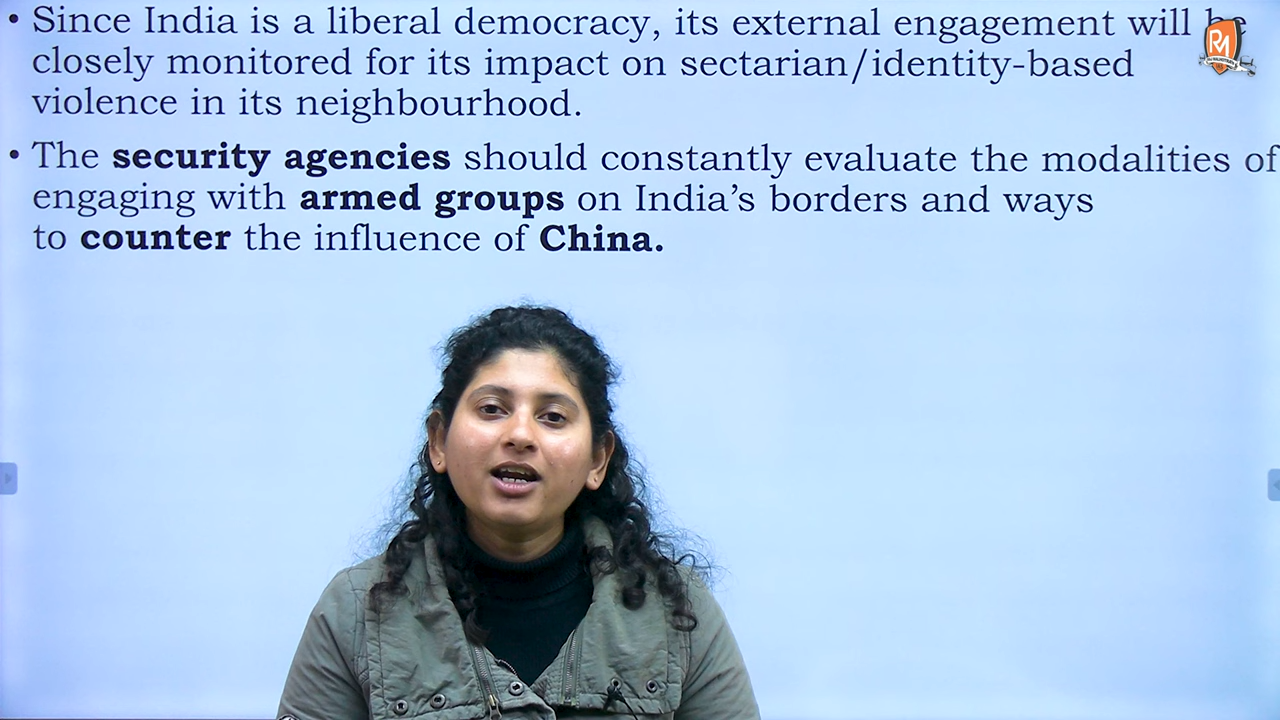 • Since India is a liberal democracy, its external engagement will be
closely monitored for its impact on sectarian/identity-based
violence in its neighbourhood.
• The security agencies should constantly evaluate the modalities of
engaging with armed groups on India’s borders and ways
to counter the influence of China.
RM